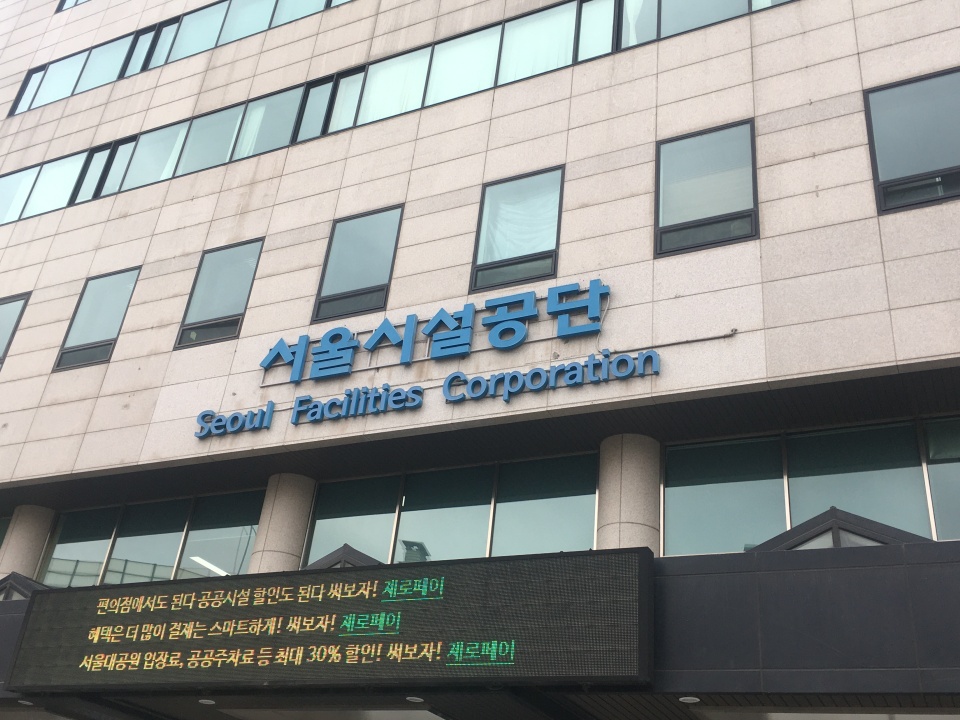 서울시설공단
Seoul Facilities Corporation
편의점에서도 된다 공공시설 할인도 된다 써보자! 제로페이
혜택은 더 많이 결제는 스마트하게! 써보자! 제로페이
서울대공원 입장료, 공공주차료 등 최대 30% 할인! 써보자! 제로페이